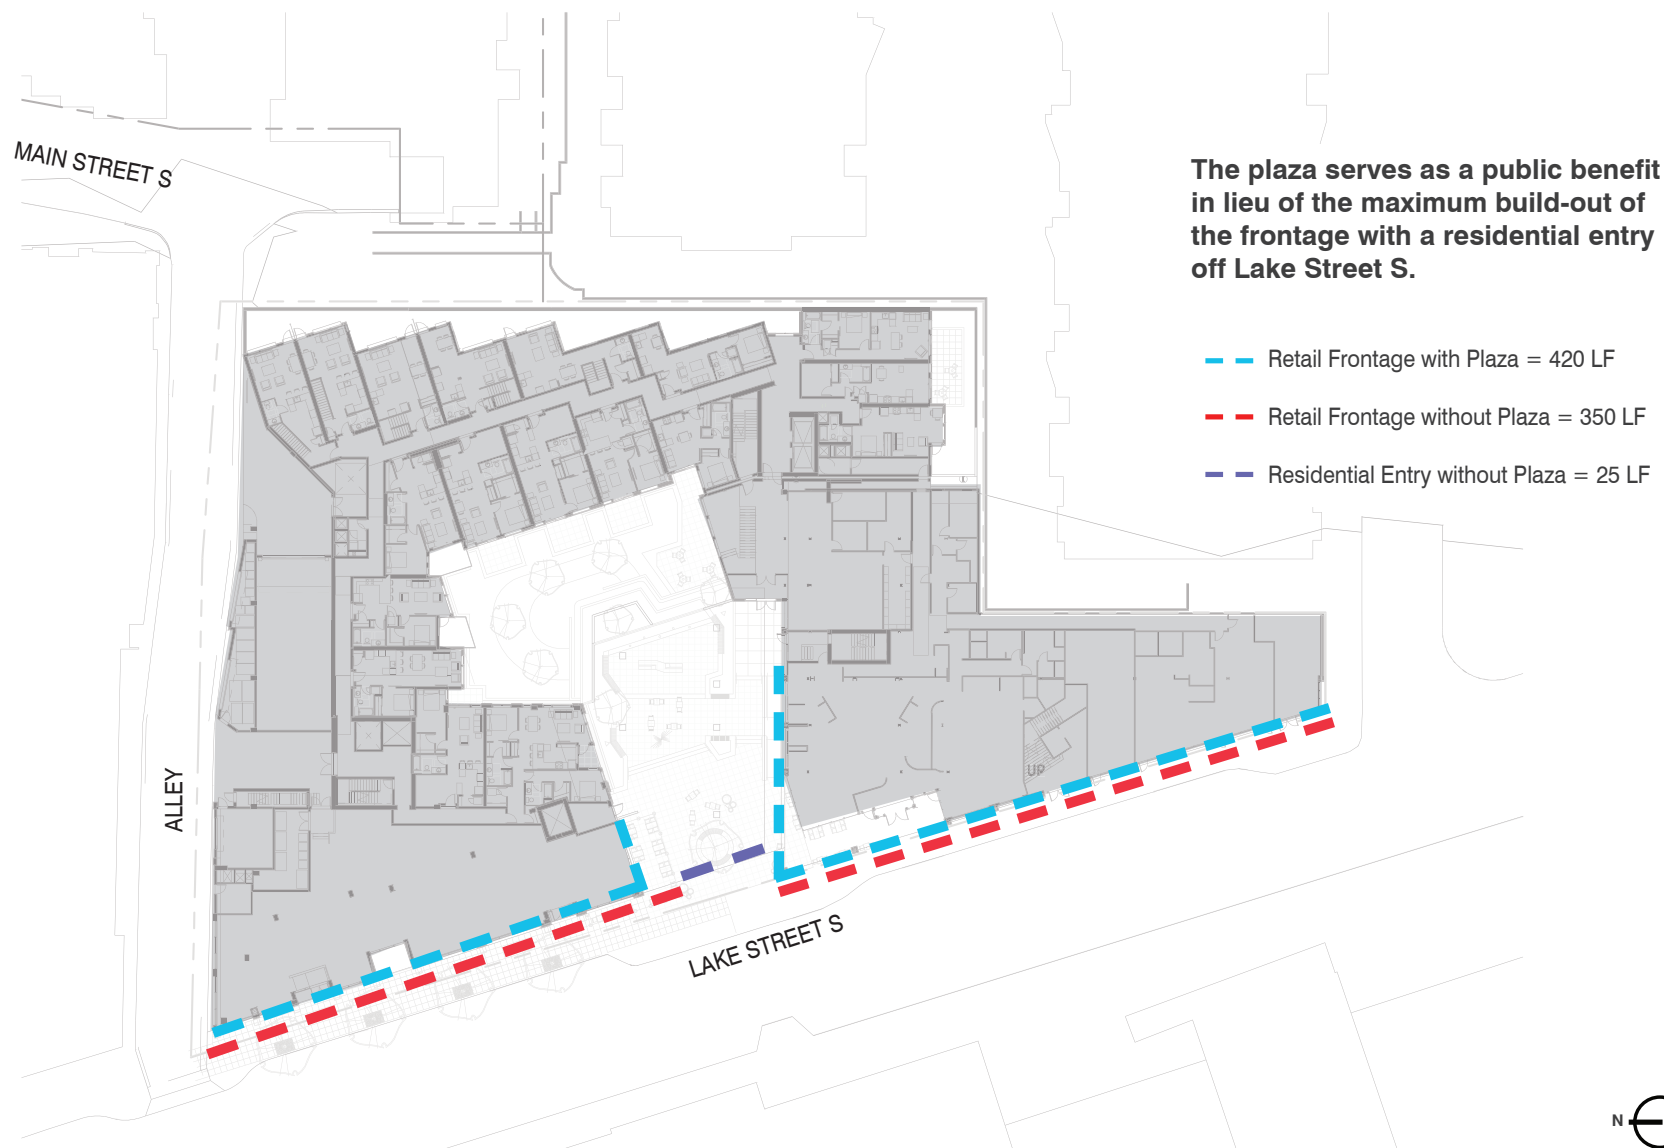 MAIN STREET S
The plaza serves as a public benefit
in lieu of the maximum build-out of
the frontage with a residential entry
off Lake Street S.
Retail Frontage with Plaza = 420 LF
Retail Frontage without Plaza = 350 LF
Residential Entry without Plaza = 25 LF
UP
ALLEY
LAKE STREET S
N